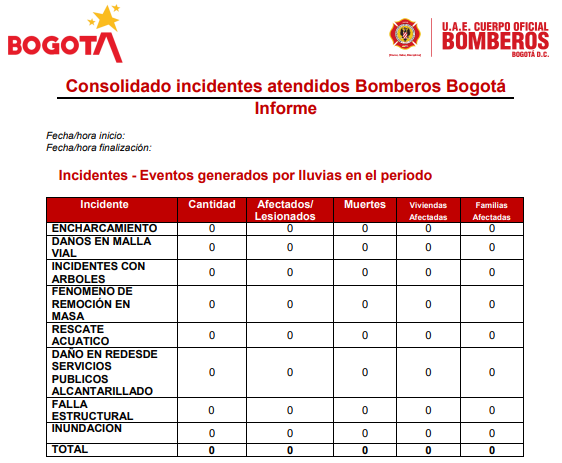 BOGOTA
U.A.E. CUERPO OFICIAL
BOMBEROS
BOGOTÁ D.C.
Consolidado incidentes atendidos Bomberos Bogotá
Informe
Fecha/hora inicio:
Fecha/hora finalización:
Incidentes - Eventos generados por lluvias en el periodo
Incidente Cantidad Afectados/ Muertes Viviendas Familias
Lesionados Afectadas Afectadas
ENCHARCAMIENTO 0 0 0 0 0
DAÑOS EN MALLA
VIAL 0 0 0 0 0
INCIDENTES CON
ARBOLES 0 0 0 0 0
FENOMENO DE
REMOCIÓN EN 0 0 0 0 0
MASA
RESCATE
ACUATICO 0 0 0 0 0
DAÑO EN REDESDE
SERVICIOS
PUBLICOS 0 0 0 0 0
ALCANTARILLADO
FALLA
ESTRUCTURAL 0 0 0 0 0
INUNDACION 0 0 0 0 0
TOTAL 0 0 0 0 0